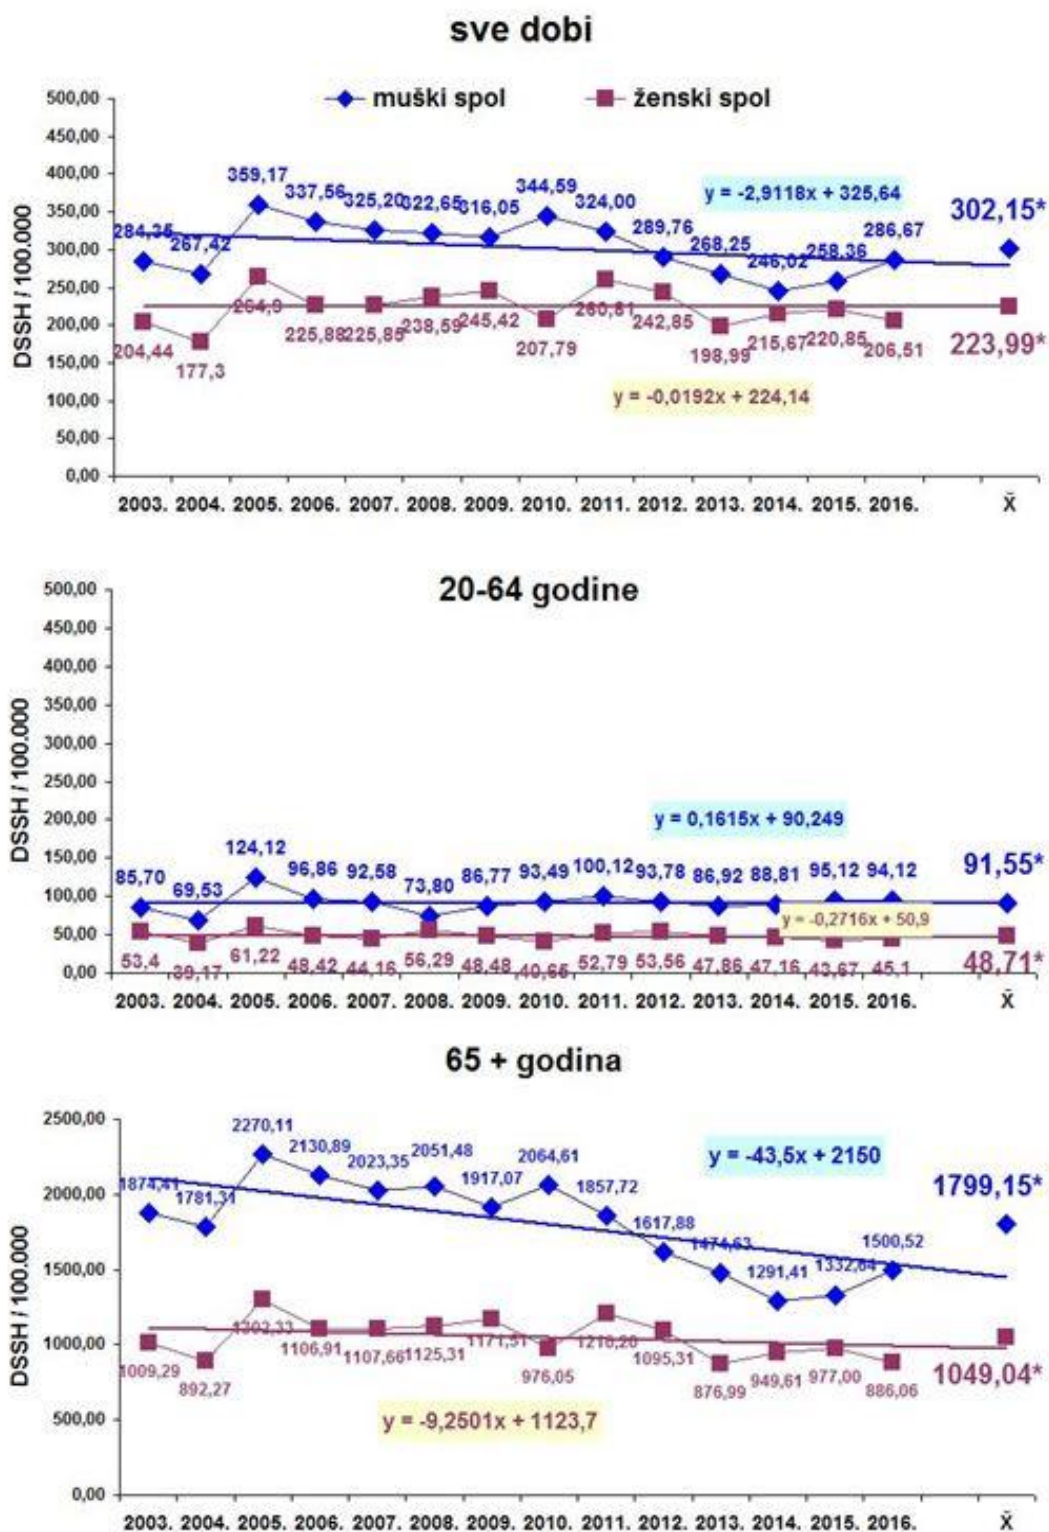 sve dobi
muški spol ženski spol
DSSH / 100.000
500,00
450,00
400,00
350,00
300,00
250,00
200,00
150,00
100,00
50,00
0,00
284,35 267,42 359,17 337,56 325,20 322,65 316,05 344,59 324,00 289,76 268,25 246,02 258,36 286,67 302,15*
y = -2,9118x + 325,64
204,44 177,3 264,9 225,88 225,85 238,59 245,42 207,79 260,81 242,85 198,99 215,67 220,85 206,51 223,99*
y = -0,0192x + 224,14
2003. 2004. 2005. 2006. 2007. 2008. 2009. 2010. 2011. 2012. 2013. 2014. 2015. 2016. X̄
20-64 godine
DSSH / 100.000
500,00
450,00
400,00
350,00
300,00
250,00
200,00
150,00
100,00
50,00
0,00
y = 0,1615x + 90,249
85,70 69,53 124,12 96,86 92,58 73,80 86,77 93,49 100,12 93,78 86,92 88,81 95,12 94,12 91,55*
y = -0,2716x + 50,9
53,4 39,17 61,22 48,42 44,16 56,29 48,48 40,65 52,79 53,56 47,86 47,16 43,67 45,1 48,71*
2003. 2004. 2005. 2006. 2007. 2008. 2009. 2010. 2011. 2012. 2013. 2014. 2015. 2016. X̄
65 + godina
DSSH / 100.000
2500,00
2000,00
1500,00
1000,00
500,00
0,00
1874,41 1781,31 2270,11 2130,89 2023,35 2051,48 1917,07 2064,61 1857,72 1617,88 1474,63 1291,41 1332,64 1500,52 1799,15*
y = -43,5x + 2150
1009,29 892,27 1302,33 1106,91 1107,66 1125,31 1171,51 976,05 1095,31 876,99 949,61 977,00 886,06 1049,04*
y = -9,2501x + 1123,7
2003. 2004. 2005. 2006. 2007. 2008. 2009. 2010. 2011. 2012. 2013. 2014. 2015. 2016. X̄